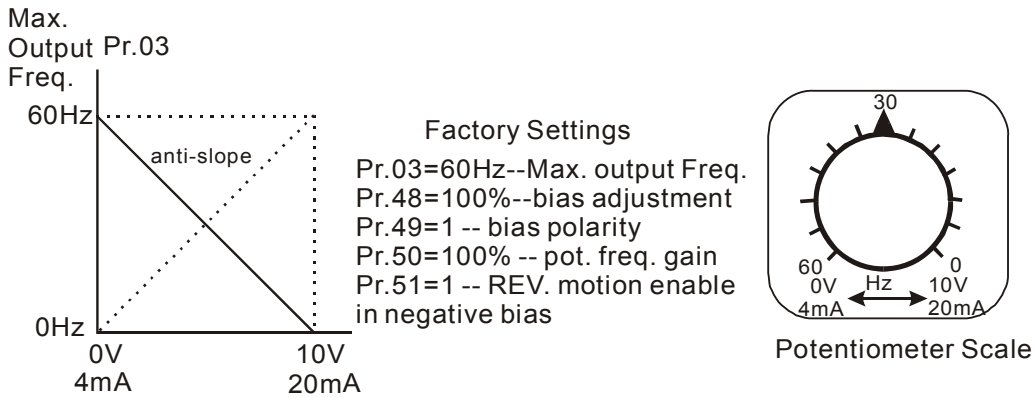 Max.
Output Pr.03
Freq.
60Hz
anti-slope
0Hz
0V
10V
4mA
20mA
Factory Settings
Pr.03=60Hz--Max. output Freq.
Pr.48=100%--bias adjustment
Pr.49=1 -- bias polarity
Pr.50=100% -- pot. freq. gain
Pr.51=1 -- REV. motion enable
in negative bias
30
60
0
0V
Hz
10V
4mA
20mA
Potentiometer Scale